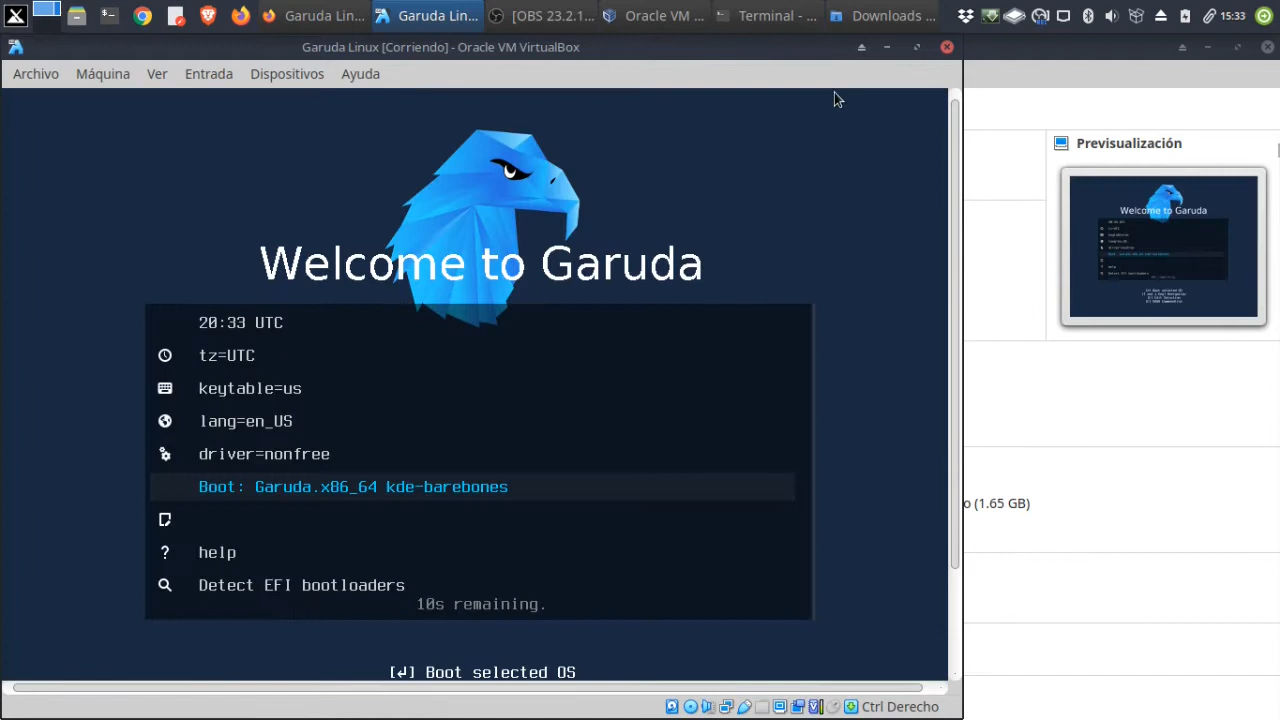 Garuda Lin...
Garuda Lin...
[OBS 23.2.1...
Oracle VM ...
Terminal - ...
Downloads ...
15:33
Garuda Linux [Corriendo] - Oracle VM VirtualBox
Archivo Máquina Ver Entrada Dispositivos Ayuda
Previsualización
Welcome to Garuda
Welcome to Garuda
20:33 UTC
tz=UTC
keytable=us
lang=en_US
driver=nonfree
Boot: Garuda.x86_64 kde-barebones
o (1.65 GB)
? help
Detect EFI bootloaders
10s remaining.
[↵] Boot selected OS
Ctrl Derecho